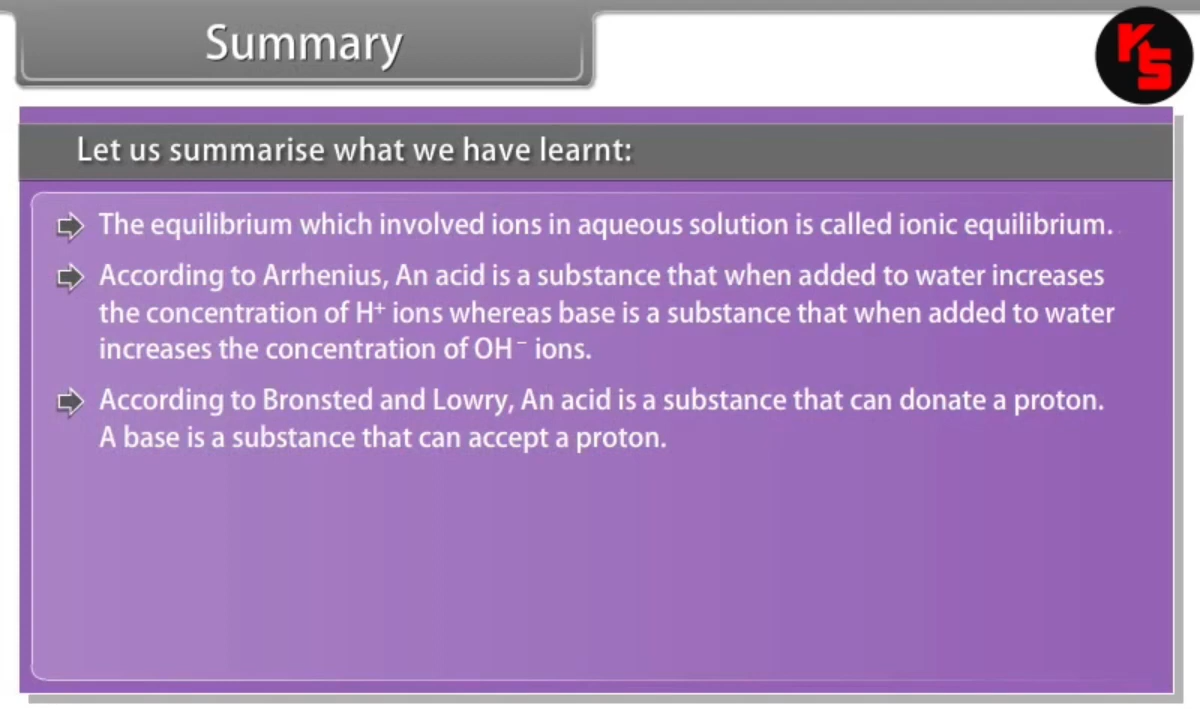 Summary
KS
Let us summarise what we have learnt:
The equilibrium which involved ions in aqueous solution is called ionic equilibrium.
According to Arrhenius, An acid is a substance that when added to water increases
the concentration of H⁺ ions whereas base is a substance that when added to water
increases the concentration of OH⁻ ions.
According to Bronsted and Lowry, An acid is a substance that can donate a proton.
A base is a substance that can accept a proton.